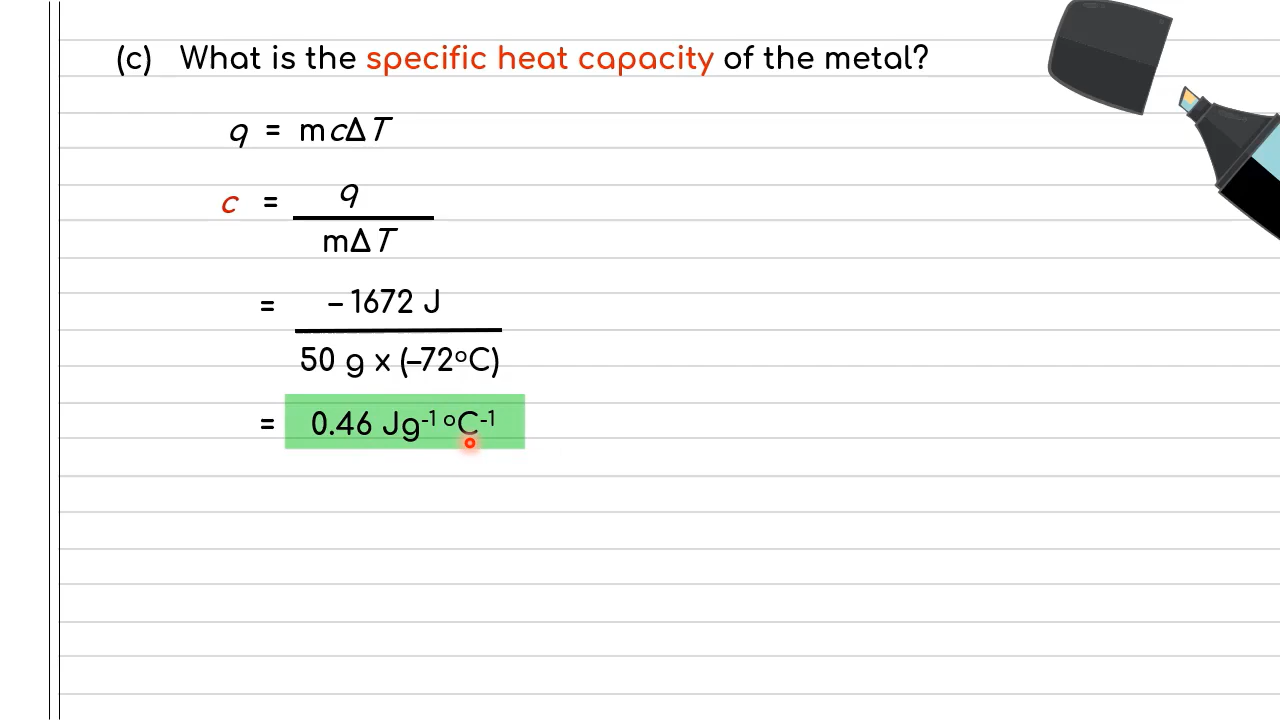 (c) What is the specific heat capacity of the metal?
q = mcΔT
c = q
mΔT
= –1672 J
50 g x (–72°C)
= 0.46 Jg⁻¹ °C⁻¹